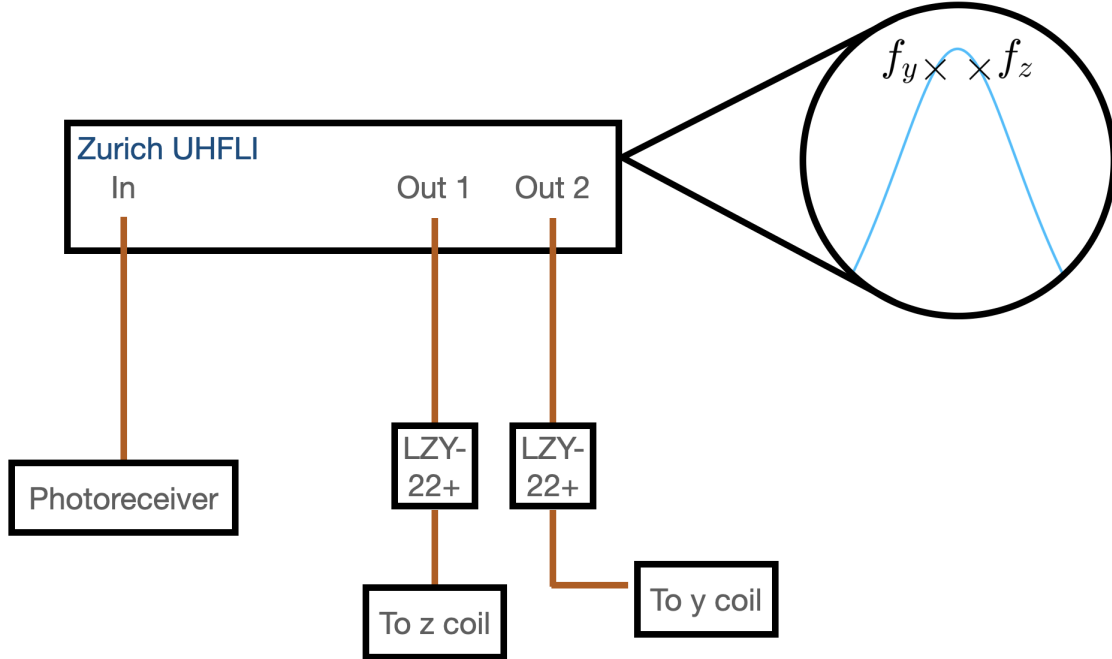 f_y × × f_z
Zurich UHFLI
In
Out 1
Out 2
LZY-
22+
LZY-
22+
Photoreceiver
To z coil
To y coil